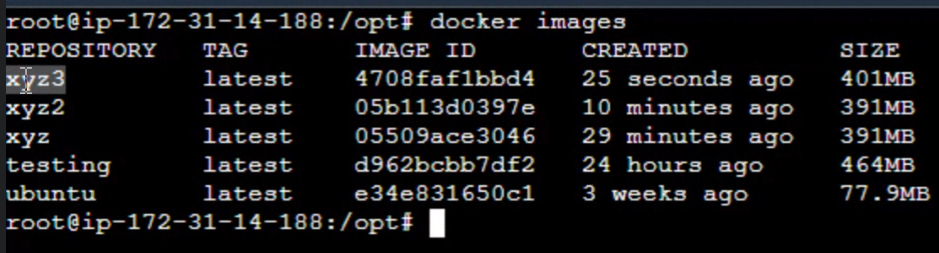 root@ip-172-31-14-188:/opt# docker images
REPOSITORY TAG IMAGE ID CREATED SIZE
xyz3 latest 4708faf1bbd4 25 seconds ago 401MB
xyz2 latest 05b113d0397e 10 minutes ago 391MB
xyz latest 05509ace3046 29 minutes ago 391MB
testing latest d962bcbb7df2 24 hours ago 464MB
ubuntu latest e34e831650c1 3 weeks ago 77.9MB
root@ip-172-31-14-188:/opt#